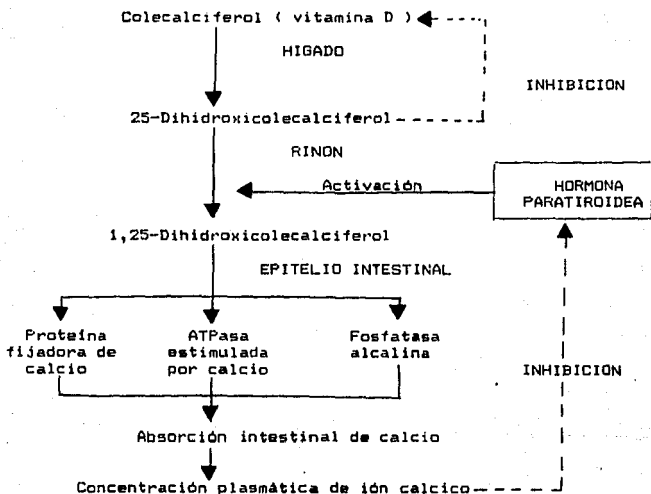 Colecalciferol ( vitamina D )
HIGADO
INHIBICION
25-Dihidroxicolecalciferol
RINON
Activación
HORMONA
PARATIROIDEA
1,25-Dihidroxicolecalciferol
EPITELIO INTESTINAL
Proteína
fijadora de
calcio
ATPasa
estimulada
por calcio
Fosfatasa
alcalina
INHIBICION
Absorción intestinal de calcio
Concentración plasmática de ión calcico